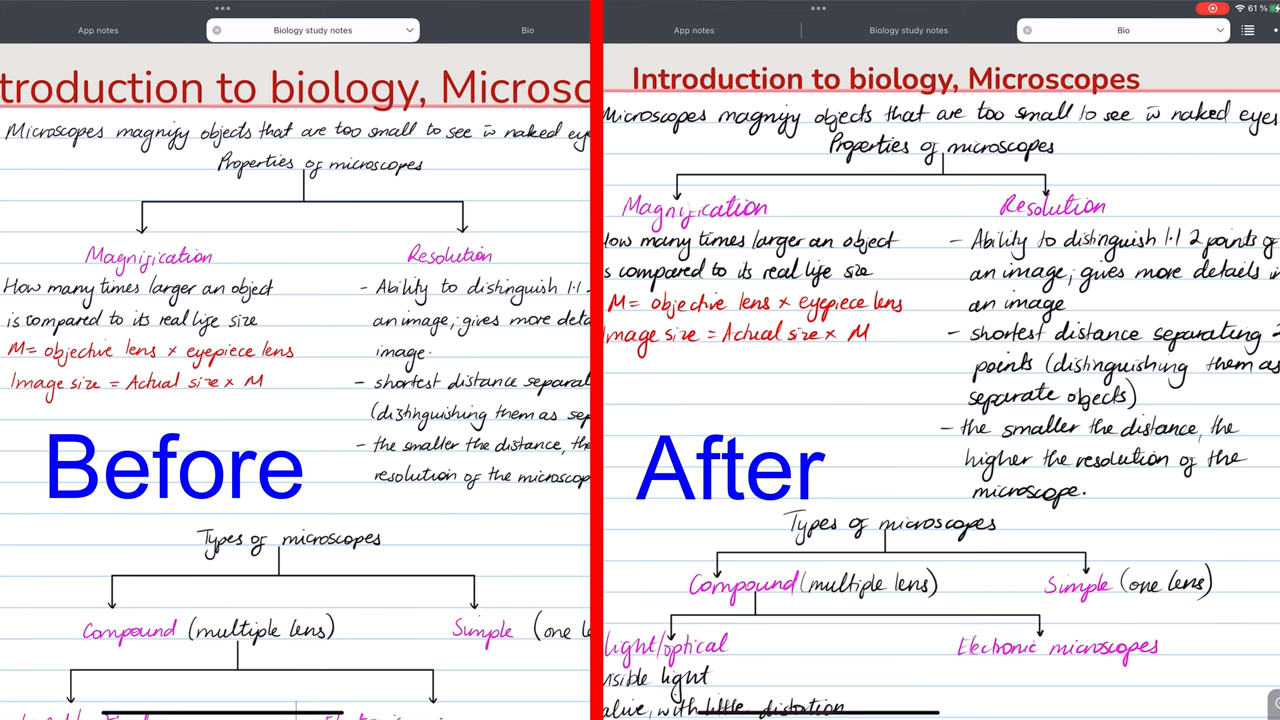 App notes
Biology study notes
Bio
troduction to biology, Microsc
Microscopes magnify objects that are too small to see w naked eye
Properties of microscopes
Magnification
How many times larger an object
is compared to its real life size
M= objective lens × eyepiece lens
Image size = Actual size × M
Resolution
- Ability to distinguish b/t
an image; gives more deta
image.
- shortest distance separat
(distinguishing them as sep
- the smaller the distance, the
resolution of the microscop
Before
Types of microscopes
Compound (multiple lens)
Simple (one le
61 %
App notes
Biology study notes
Bio
Introduction to biology, Microscopes
Microscopes magnify objects that are too small to see w naked eyes
Properties of microscopes
Magnification
How many times larger an object
is compared to its real life size
M= objective lens × eyepiece lens
Image size = Actual size × M
Resolution
- Ability to distinguish b/t 2 points of
an image; gives more details i
an image
- shortest distance separating 2
points (distinguishing them as
separate objects)
- the smaller the distance, the
higher the resolution of the
microscope.
After
Types of microscopes
Compound (multiple lens)
Simple (one lens)
light/optical
Electronic microscopes
isible light
alive, with little distortion